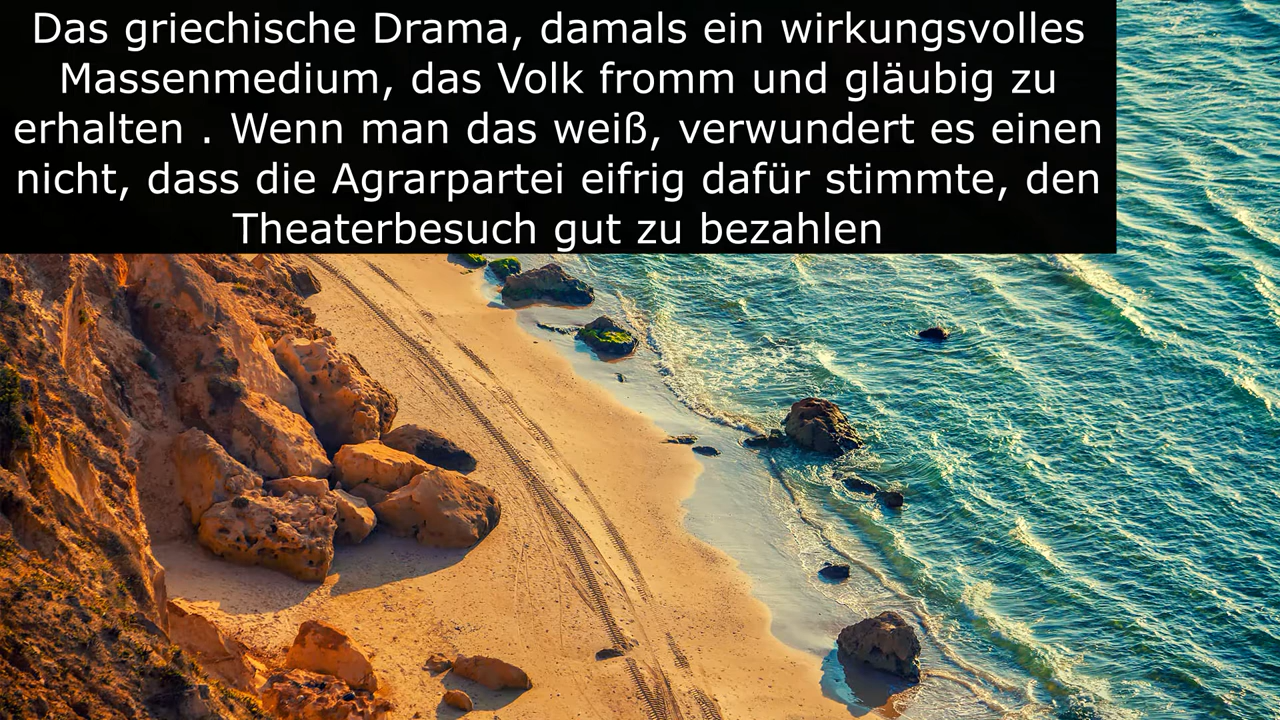 Das griechische Drama, damals ein wirkungsvolles
Massenmedium, das Volk fromm und gläubig zu
erhalten . Wenn man das weiß, verwundert es einen
nicht, dass die Agrarpartei eifrig dafür stimmte, den
Theaterbesuch gut zu bezahlen